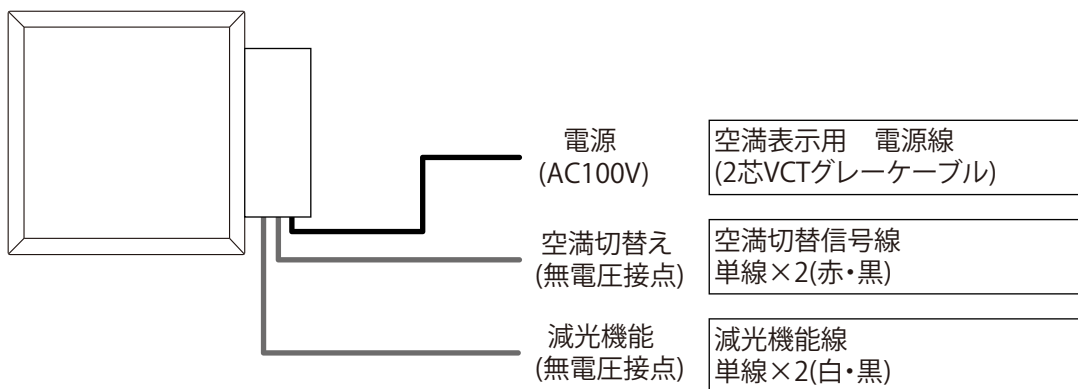 電源
(AC100V)
空満表示用　電源線
(2芯VCTグレーケーブル)
空満切替え
(無電圧接点)
空満切替信号線
単線×2(赤・黒)
減光機能
(無電圧接点)
減光機能線
単線×2(白・黒)